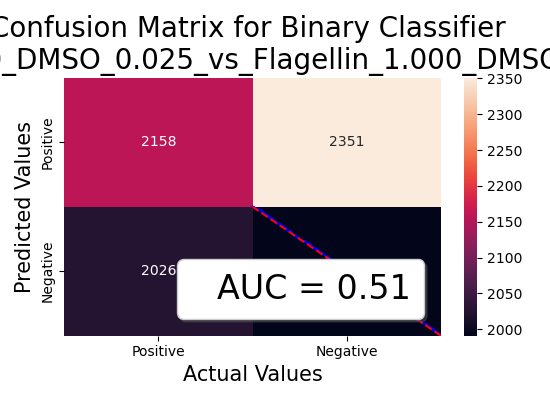 Confusion Matrix for Binary Classifier
_DMSO_0.025_vs_Flagellin_1.000_DMSO
Predicted Values
Positive
Negative
2158
2351
2026
AUC = 0.51
Positive
Negative
Actual Values
2350
2300
2250
2200
2150
2100
2050
2000